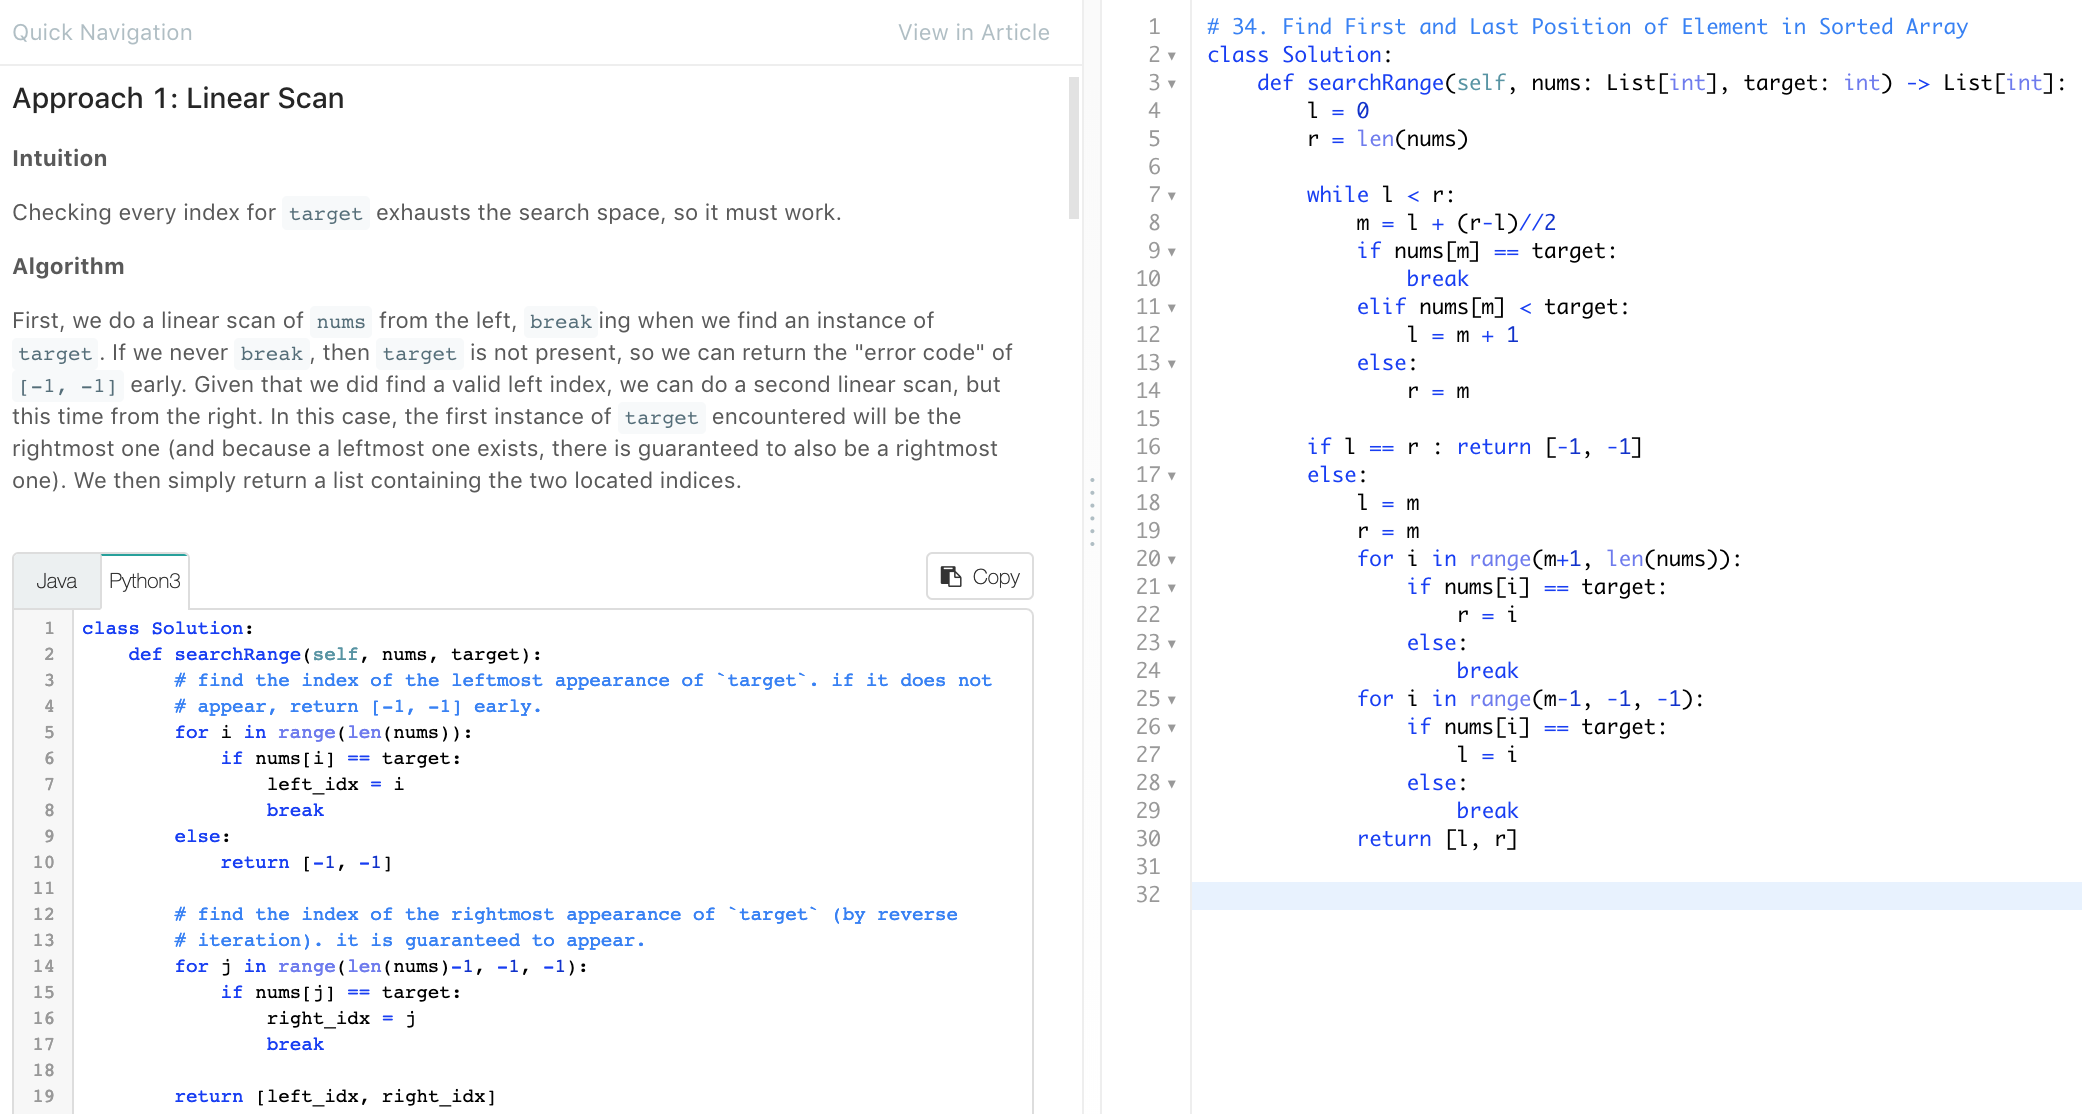 Quick Navigation
View in Article
Approach 1: Linear Scan
Intuition
Checking every index for target exhausts the search space, so it must work.
Algorithm
First, we do a linear scan of nums from the left, break ing when we find an instance of
target . If we never break , then target is not present, so we can return the "error code" of
[-1, -1] early. Given that we did find a valid left index, we can do a second linear scan, but
this time from the right. In this case, the first instance of target encountered will be the
rightmost one (and because a leftmost one exists, there is guaranteed to also be a rightmost
one). We then simply return a list containing the two located indices.
Java
Python3
Copy
1 class Solution:
2     def searchRange(self, nums, target):
3         # find the index of the leftmost appearance of `target`. if it does not
4         # appear, return [-1, -1] early.
5         for i in range(len(nums)):
6             if nums[i] == target:
7                 left_idx = i
8                 break
9         else:
10             return [-1, -1]
11
12         # find the index of the rightmost appearance of `target` (by reverse
13         # iteration). it is guaranteed to appear.
14         for j in range(len(nums)-1, -1, -1):
15             if nums[j] == target:
16                 right_idx = j
17                 break
18
19         return [left_idx, right_idx]
1 # 34. Find First and Last Position of Element in Sorted Array
2 class Solution:
3     def searchRange(self, nums: List[int], target: int) -> List[int]:
4         l = 0
5         r = len(nums)
6
7         while l < r:
8             m = l + (r-l)//2
9             if nums[m] == target:
10                 break
11             elif nums[m] < target:
12                 l = m + 1
13             else:
14                 r = m
15
16         if l == r : return [-1, -1]
17         else:
18             l = m
19             r = m
20             for i in range(m+1, len(nums)):
21                 if nums[i] == target:
22                     r = i
23                 else:
24                     break
25             for i in range(m-1, -1, -1):
26                 if nums[i] == target:
27                     l = i
28                 else:
29                     break
30             return [l, r]
31
32